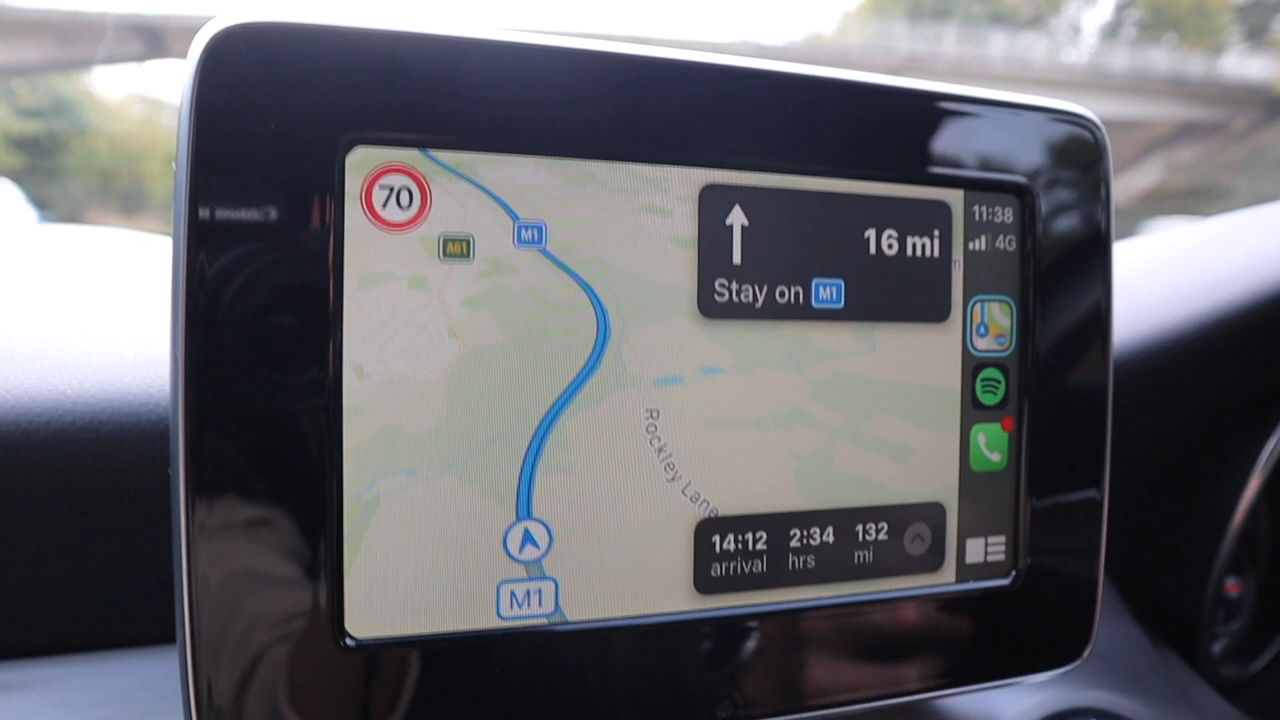 70
M1
A61
16 mi
Stay on M1
11:38
4G
Rockley Lane
14:12 2:34 132
arrival hrs mi
M1